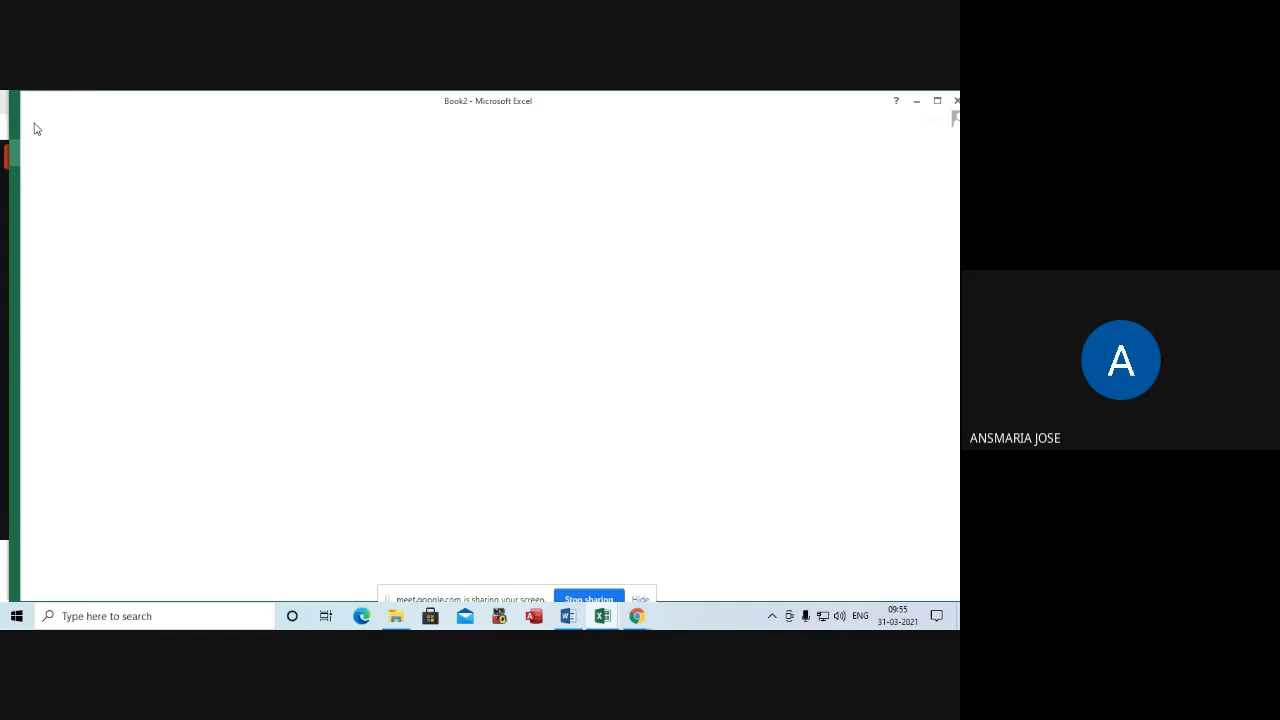 Book2 - Microsoft Excel
?
A
ANSMARIA JOSE
meet.google.com is sharing your screen.
Stop sharing
Hide
Type here to search
ENG
09:55
31-03-2021